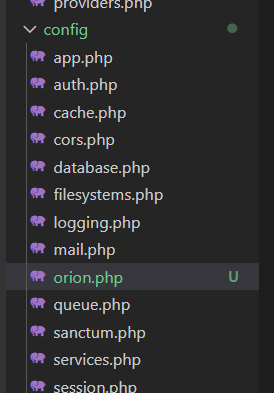 providers.php
config
app.php
auth.php
cache.php
cors.php
database.php
filesystems.php
logging.php
mail.php
orion.php U
queue.php
sanctum.php
services.php
session.php